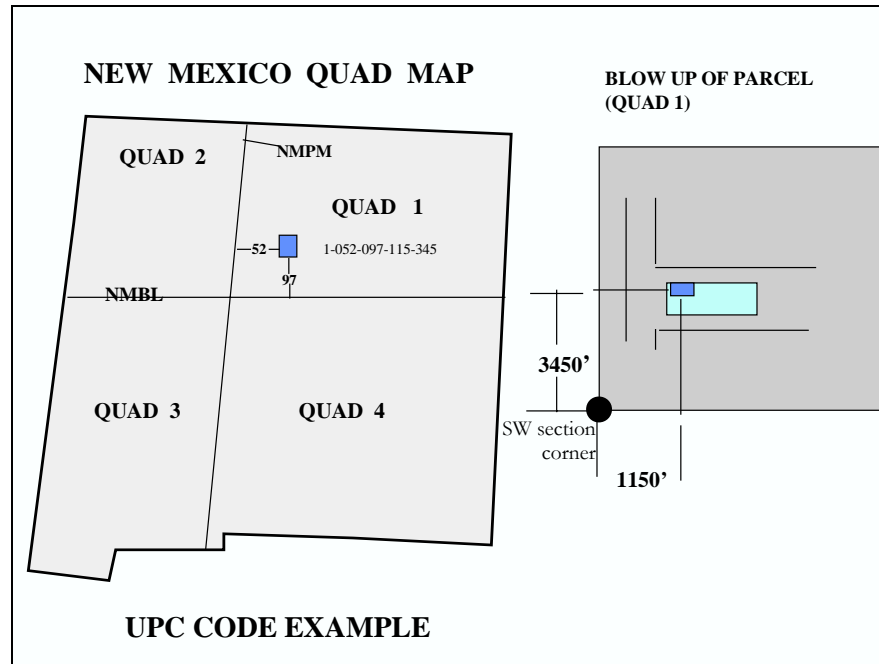 NEW MEXICO QUAD MAP
BLOW UP OF PARCEL
(QUAD 1)
QUAD 2
NMPM
QUAD 1
52
1-052-097-115-345
97
NMBL
3450’
QUAD 3
QUAD 4
SW section
corner
1150’
UPC CODE EXAMPLE